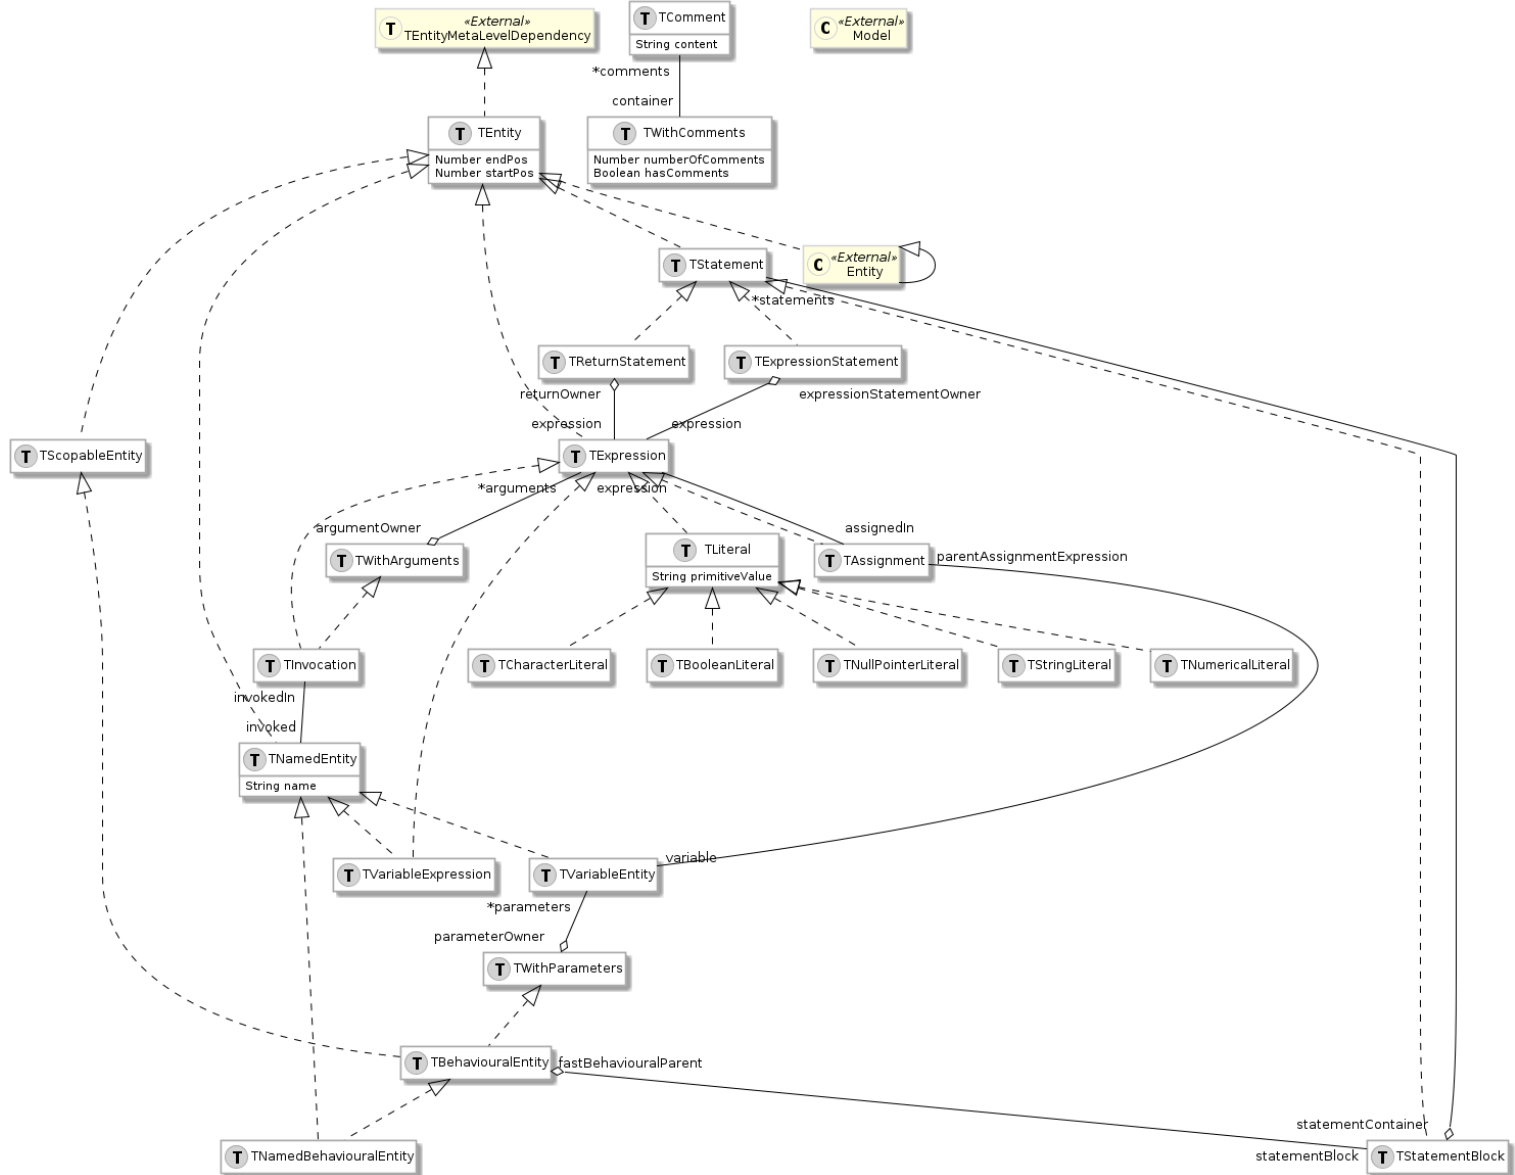 T «External»
TEntityMetaLevelDependency
T TComment
String content
C «External»
Model
*comments
container
T TEntity
Number endPos
Number startPos
T TWithComments
Number numberOfComments
Boolean hasComments
T TStatement
C «External»
Entity
*statements
T TReturnStatement
T TExpressionStatement
returnOwner
expressionStatementOwner
expression
expression
T TScopableEntity
T TExpression
*arguments
expression
argumentOwner
assignedIn
T TWithArguments
T TLiteral
String primitiveValue
T TAssignment
parentAssignmentExpression
T TInvocation
T TCharacterLiteral
T TBooleanLiteral
T TNullPointerLiteral
T TStringLiteral
T TNumericalLiteral
invokedIn
invoked
T TNamedEntity
String name
variable
T TVariableExpression
T TVariableEntity
*parameters
parameterOwner
T TWithParameters
T TBehaviouralEntity
fastBehaviouralParent
statementContainer
statementBlock
T TNamedBehaviouralEntity
T TStatementBlock